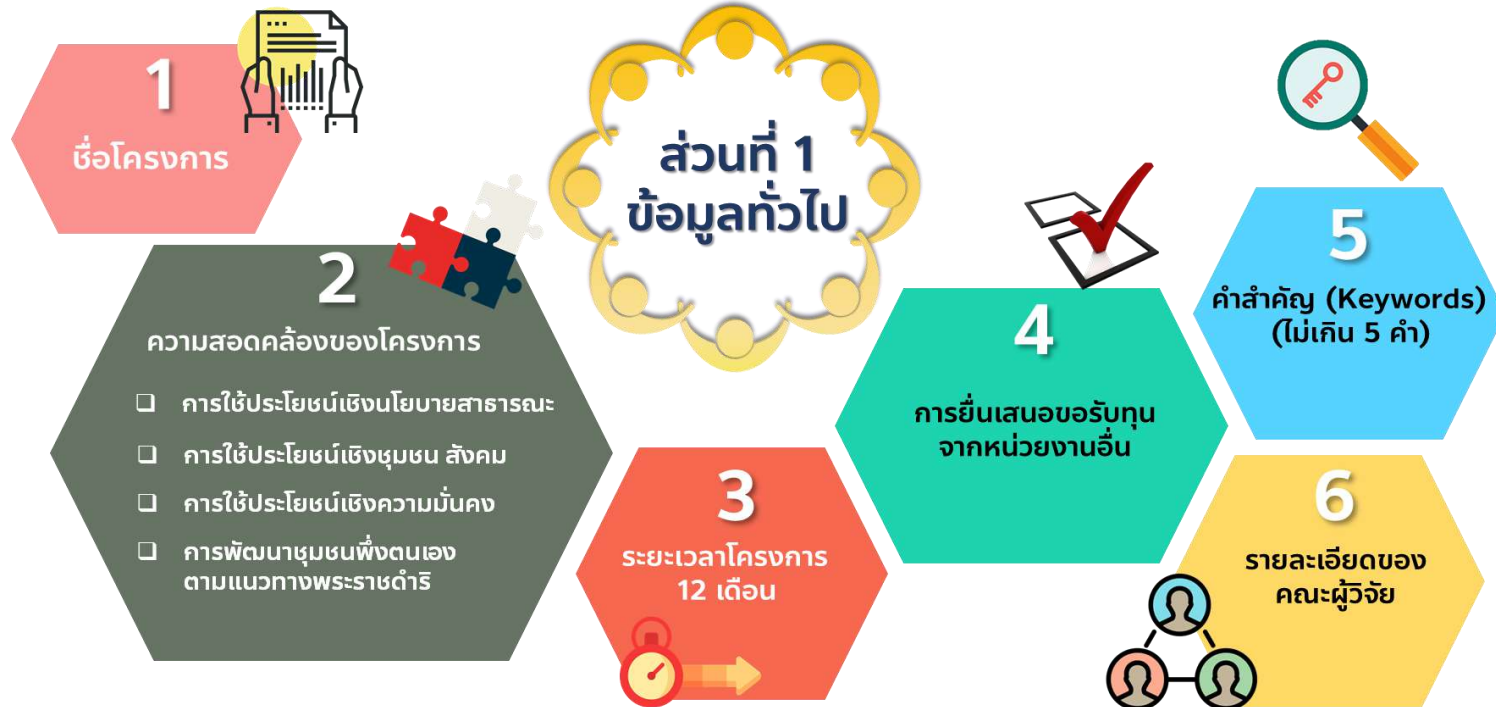 ส่วนที่ 1
ข้อมูลทั่วไป
1
ชื่อโครงการ
2
ความสอดคล้องของโครงการ
❑ การใช้ประโยชน์เชิงนโยบายสาธารณะ
❑ การใช้ประโยชน์เชิงชุมชน สังคม
❑ การใช้ประโยชน์เชิงความมั่นคง
❑ การพัฒนาชุมชนพึ่งตนเอง
ตามแนวทางพระราชดำริ
3
ระยะเวลาโครงการ
12 เดือน
4
การยื่นเสนอขอรับทุน
จากหน่วยงานอื่น
5
คำสำคัญ (Keywords)
(ไม่เกิน 5 คำ)
6
รายละเอียดของ
คณะผู้วิจัย